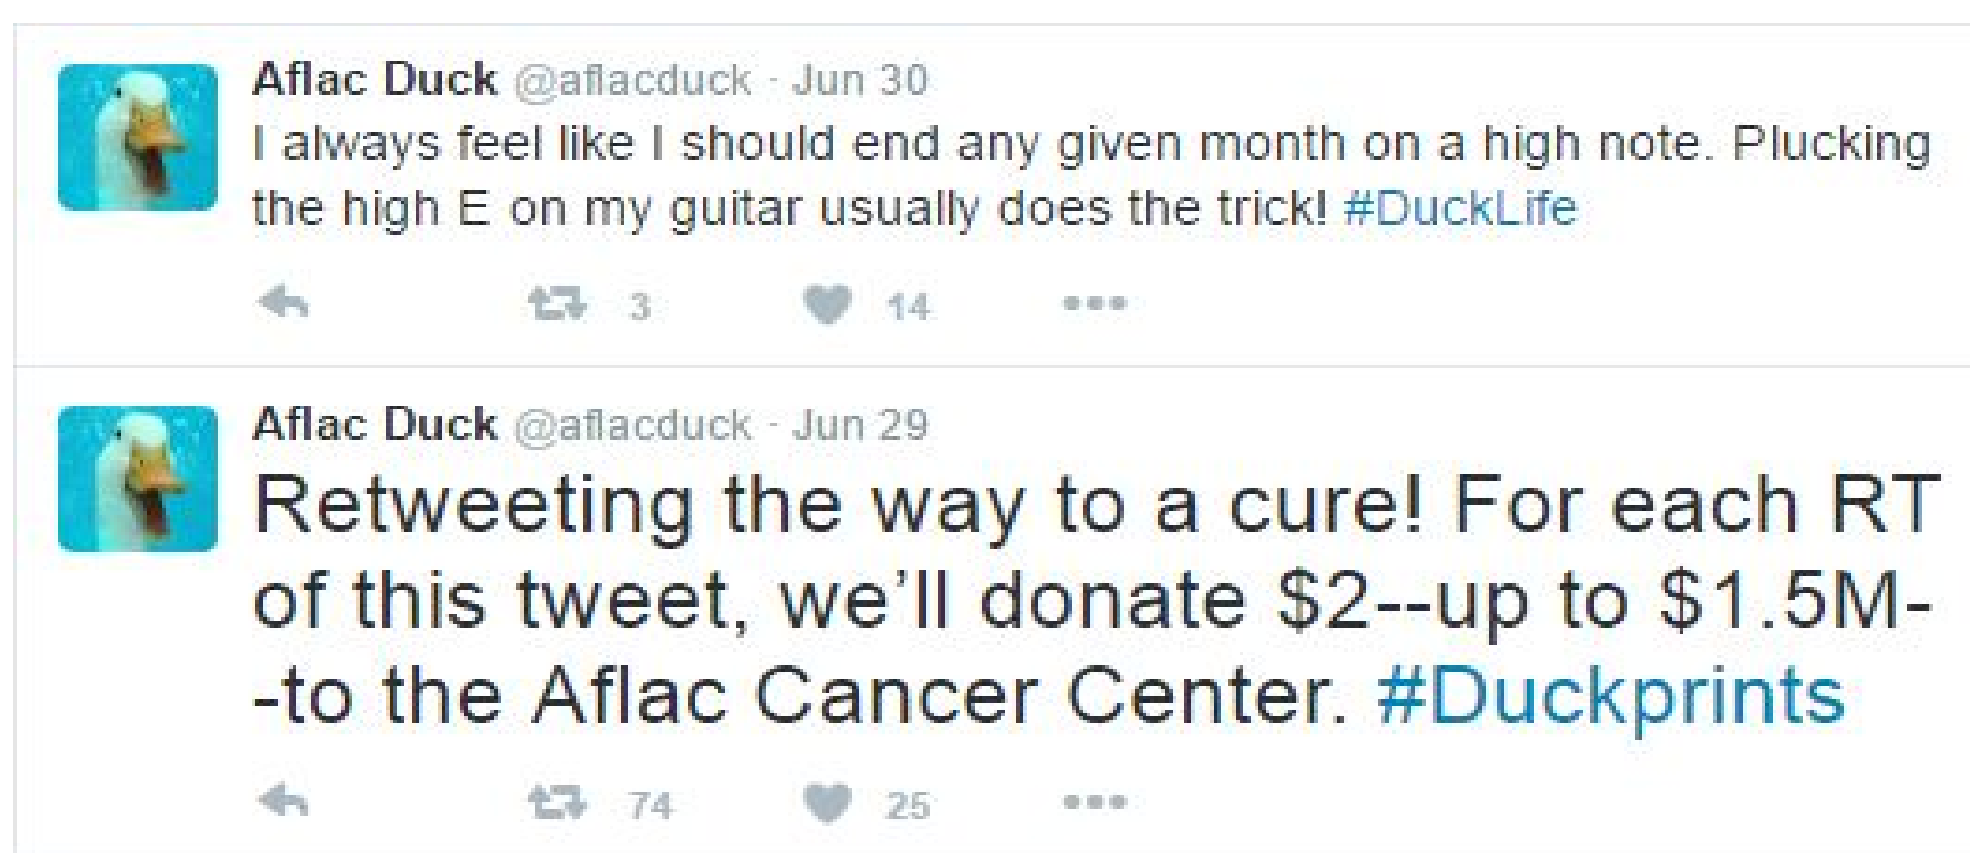 Aflac Duck @aflacduck · Jun 30
I always feel like I should end any given month on a high note. Plucking
the high E on my guitar usually does the trick! #DuckLife
3 14
Aflac Duck @aflacduck · Jun 29
Retweeting the way to a cure! For each RT
of this tweet, we’ll donate $2--up to $1.5M-
-to the Aflac Cancer Center. #Duckprints
74 25